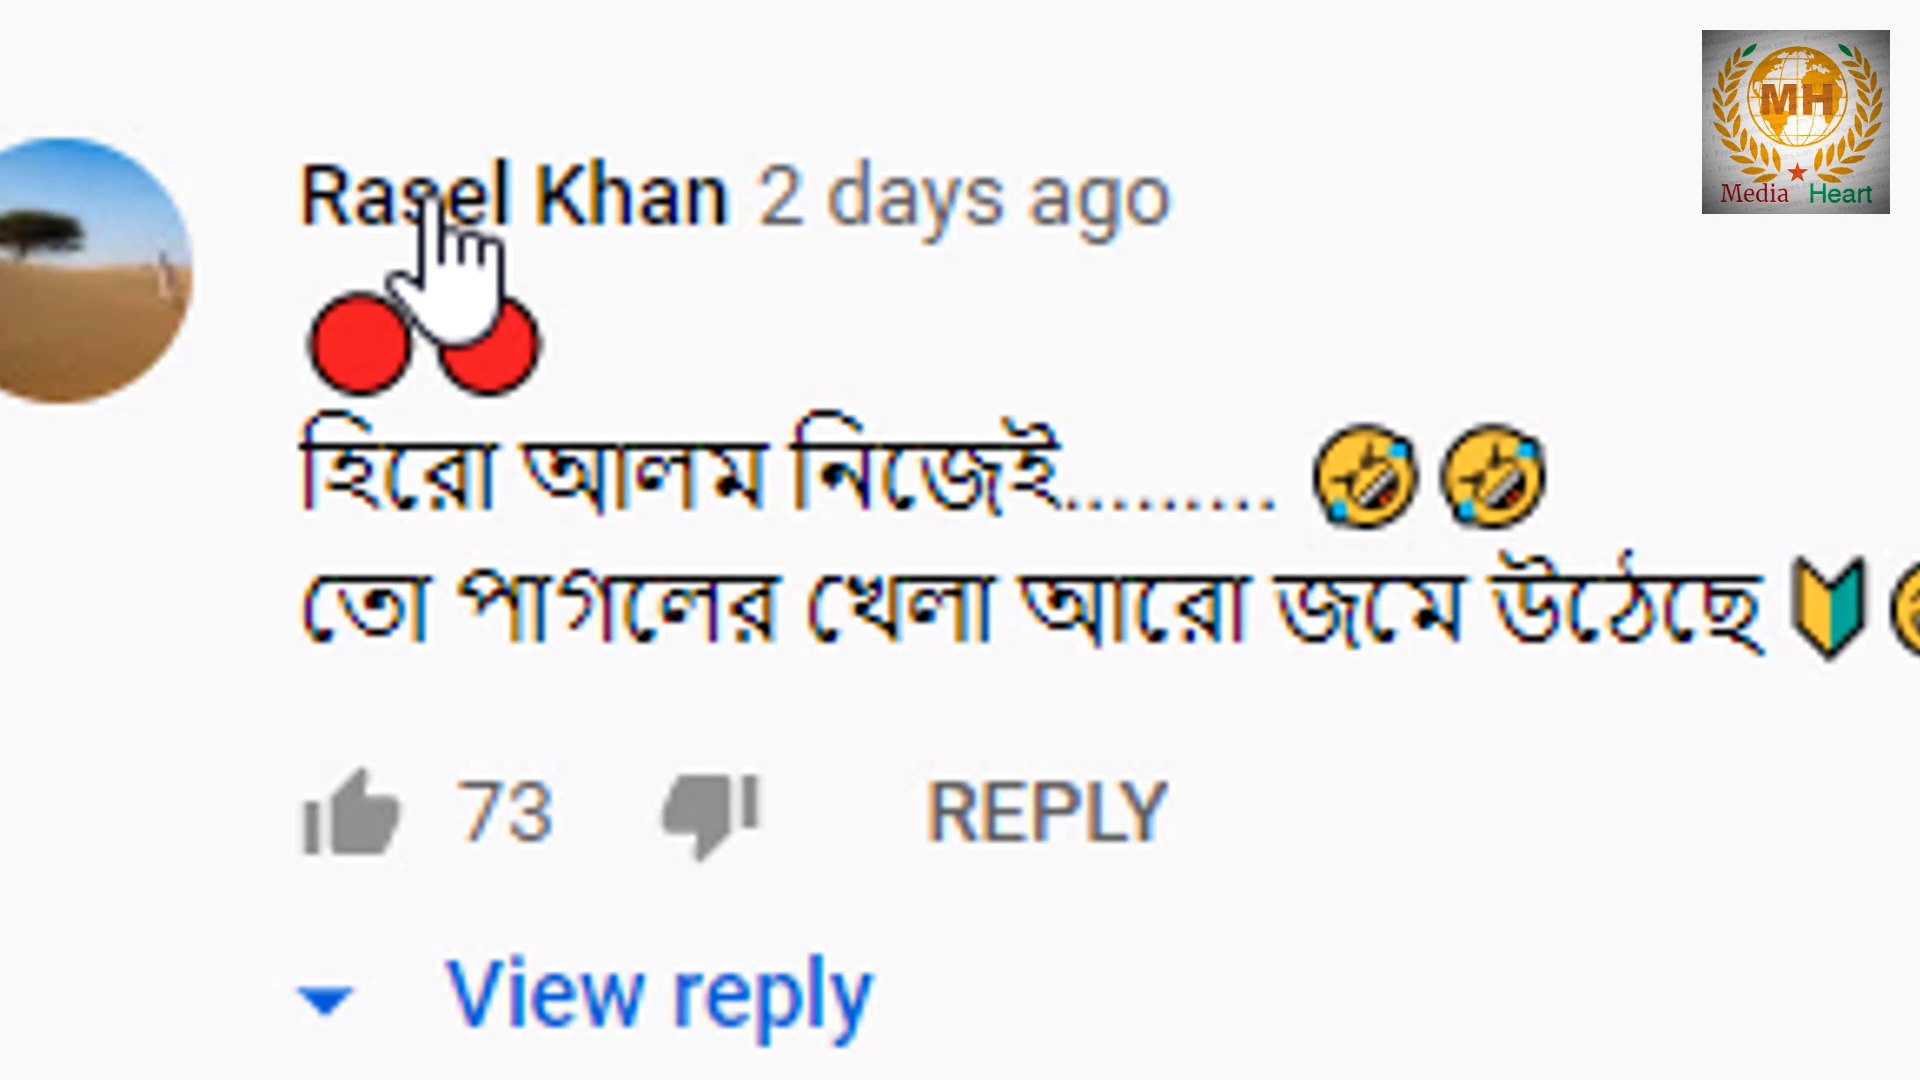 MH
Media Heart
Rasel Khan 2 days ago
🔴🔴
হিরো আলম নিজেই......... 🤣🤣
তো পাগলের খেলা আরো জমে উঠেছে🔰
73 REPLY
View reply